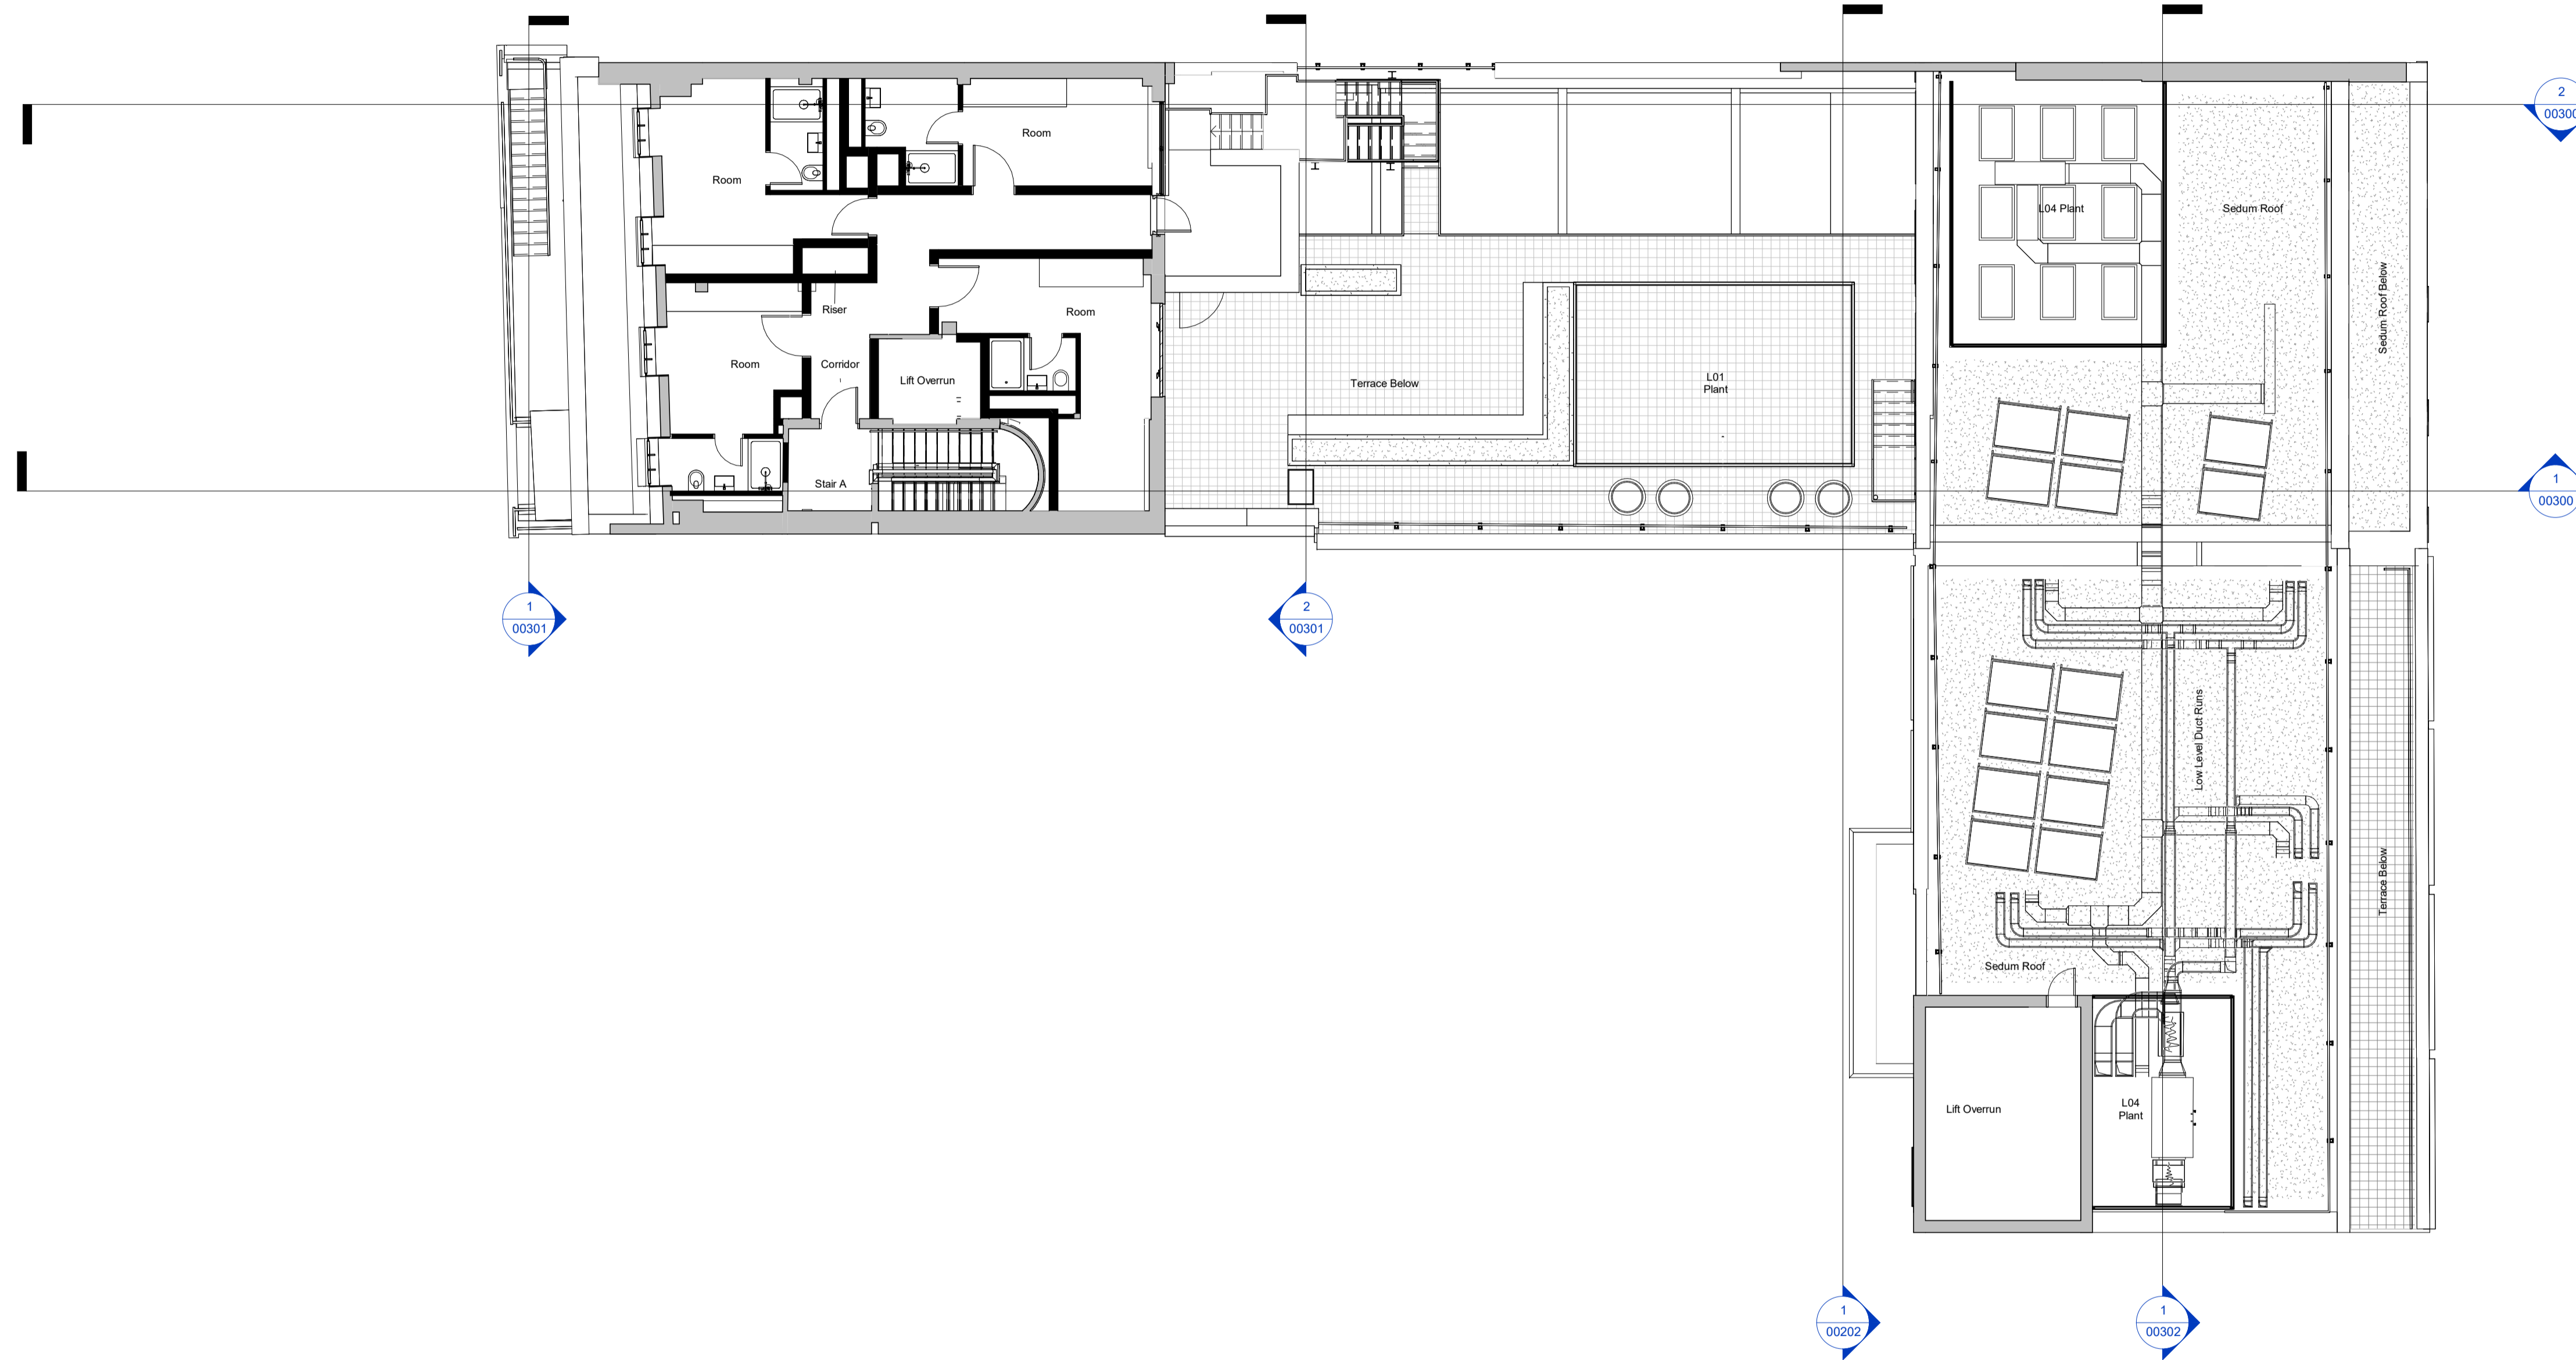 2
00300
Room
Room
L04 Plant
Sedum Roof
Sedum Roof Below
Riser
Room
Room
Corridor
Lift Overrun
Terrace Below
L01
Plant
Stair A
1
00300
1
00301
2
00301
Low Level Duct Runs
Terrace Below
Sedum Roof
Lift Overrun
L04
Plant
1
00202
1
00302